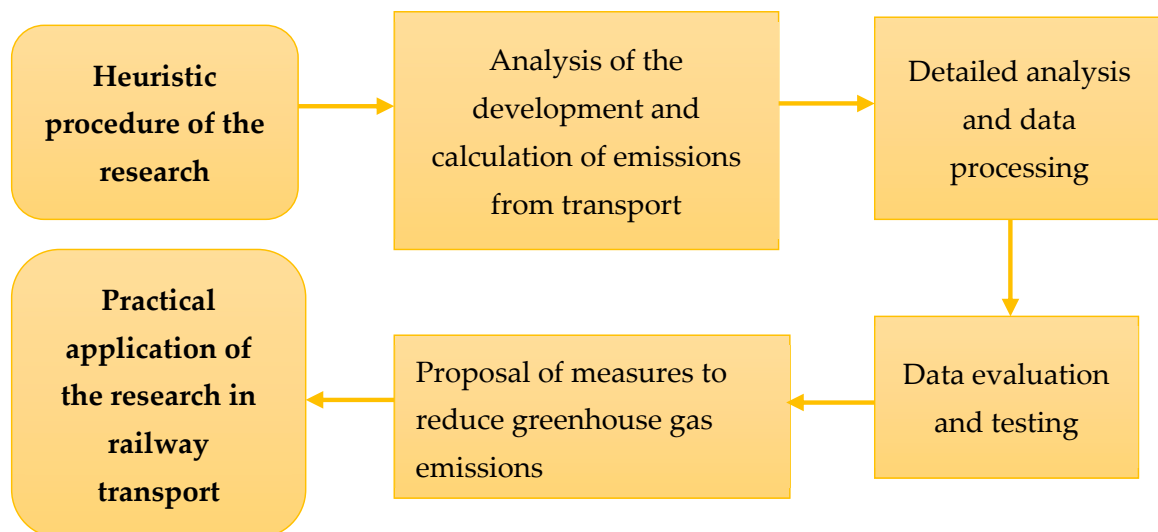 Heuristic
procedure of the
research
Analysis of the
development and
calculation of emissions
from transport
Detailed analysis
and data
processing
Data evaluation
and testing
Proposal of measures to
reduce greenhouse gas
emissions
Practical
application of
the research in
railway
transport